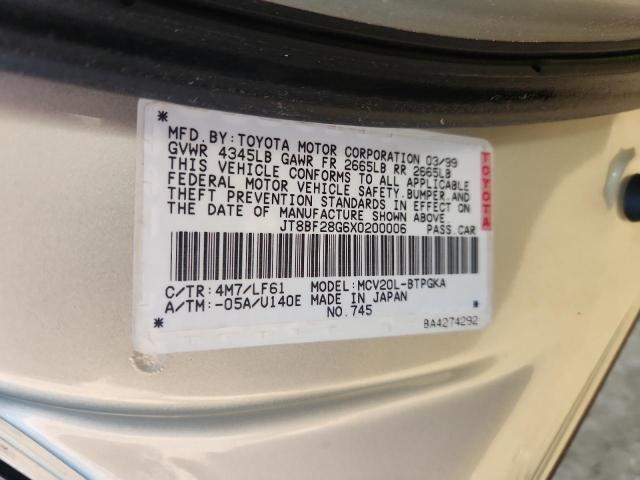 MFD. BY: TOYOTA MOTOR CORPORATION 03/99
GVWR 4345LB GAWR FR 2665LB RR 2665LB
THIS VEHICLE CONFORMS TO ALL APPLICABLE
FEDERAL MOTOR VEHICLE SAFETY, BUMPER, AND
THEFT PREVENTION STANDARDS IN EFFECT ON
THE DATE OF MANUFACTURE SHOWN ABOVE.
JT8BF28G6X0200006 PASS.CAR
TOYOTA
C/TR: 4M7/LF61 MODEL: MCV20L-BTPGKA
A/TM: -05A/U140E MADE IN JAPAN
NO.745
BA4274292